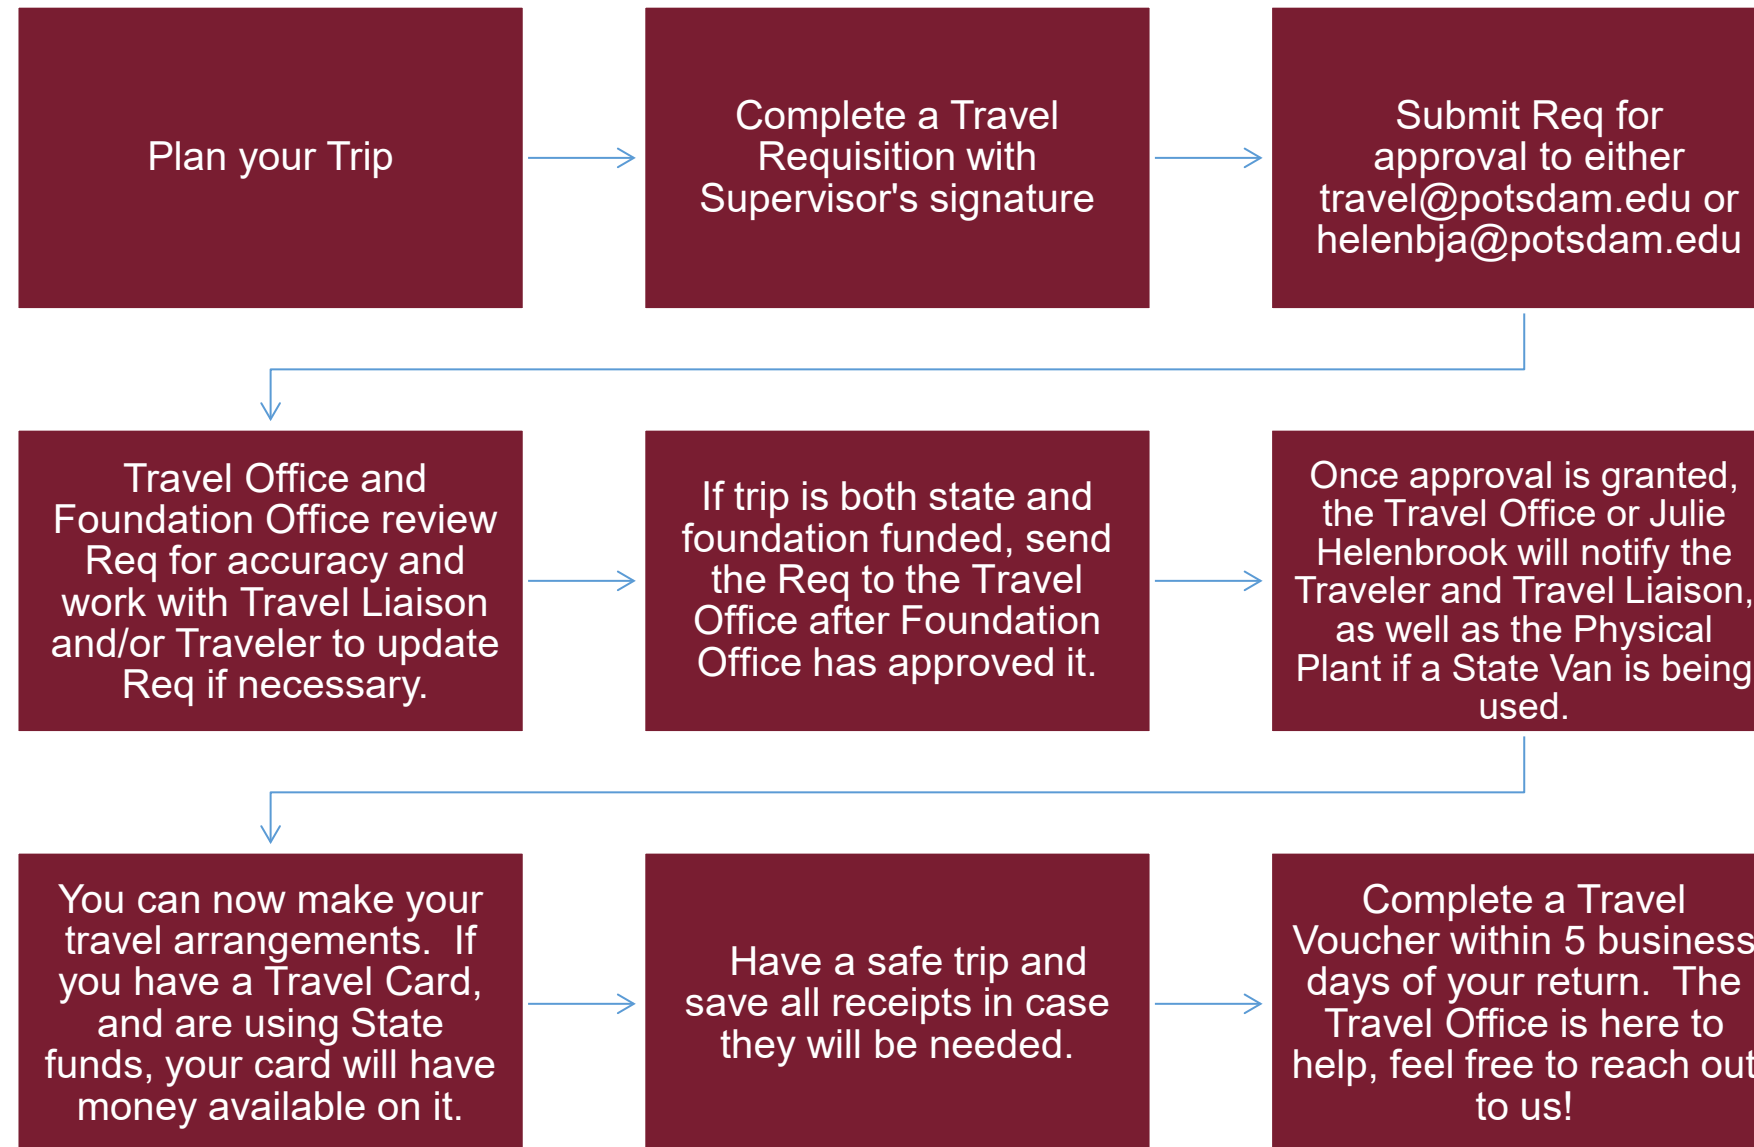 Plan your Trip
Complete a Travel
Requisition with
Supervisor's signature
Submit Req for
approval to either
travel@potsdam.edu or
helenbja@potsdam.edu
Travel Office and
Foundation Office review
Req for accuracy and
work with Travel Liaison
and/or Traveler to update
Req if necessary.
If trip is both state and
foundation funded, send
the Req to the Travel
Office after Foundation
Office has approved it.
Once approval is granted,
the Travel Office or Julie
Helenbrook will notify the
Traveler and Travel Liaison,
as well as the Physical
Plant if a State Van is being
used.
You can now make your
travel arrangements.  If
you have a Travel Card,
and are using State
funds, your card will have
money available on it.
Have a safe trip and
save all receipts in case
they will be needed.
Complete a Travel
Voucher within 5 business
days of your return.  The
Travel Office is here to
help, feel free to reach out
to us!